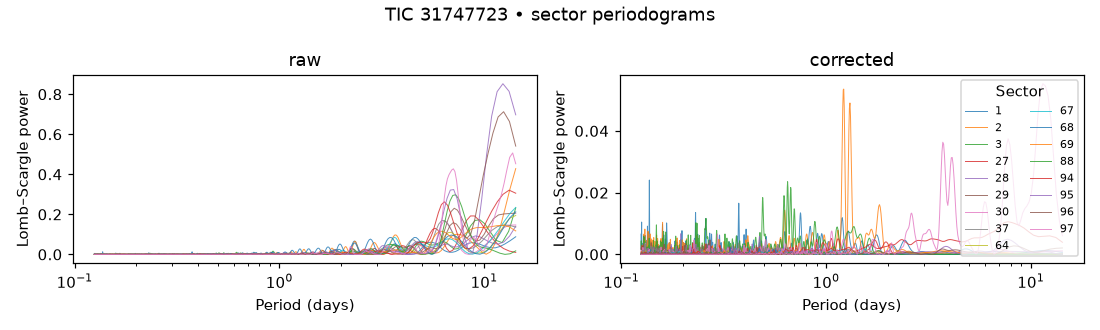 TIC 31747723 • sector periodograms
raw
corrected
Lomb–Scargle power
0.8
0.6
0.4
0.2
0.0
10⁻¹ 10⁰ 10¹
Period (days)
Lomb–Scargle power
0.04
0.02
0.00
10⁻¹ 10⁰ 10¹
Period (days)
Sector
1 67
2 68
3 69
27 88
28 94
29 95
30 96
37 97
64